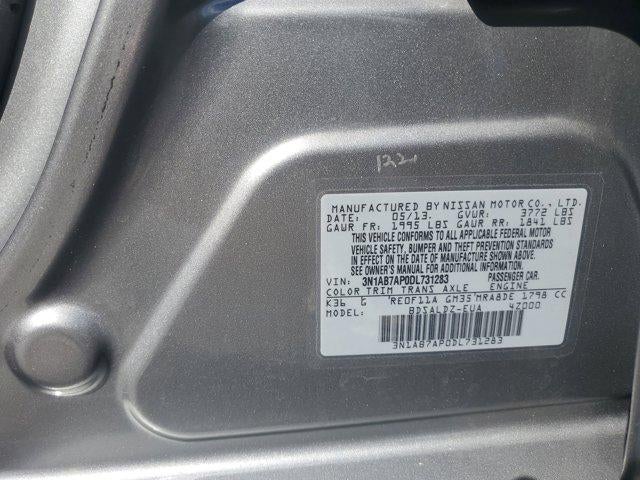 122
MANUFACTURED BY NISSAN MOTOR CO., LTD.
DATE: 05/13. GVWR: 3772 LBS
GAWR FR: 1995 LBS GAWR RR: 1841 LBS
THIS VEHICLE CONFORMS TO ALL APPLICABLE FEDERAL MOTOR
VEHICLE SAFETY, BUMPER AND THEFT PREVENTION STANDARDS
IN EFFECT ON THE DATE OF MANUFACTURE SHOWN ABOVE.
SEE OWNER'S MANUAL FOR ADDITIONAL INFORMATION.
VIN: 3N1AB7AP0DL731283 PASSENGER CAR.
COLOR TRIM TRANS AXLE ENGINE
K36 G RE0F11A GM35 MRA8DE 1798 CC
MODEL: BDSALDZ-EUA 4Z000
3N1AB7AP0DL731283